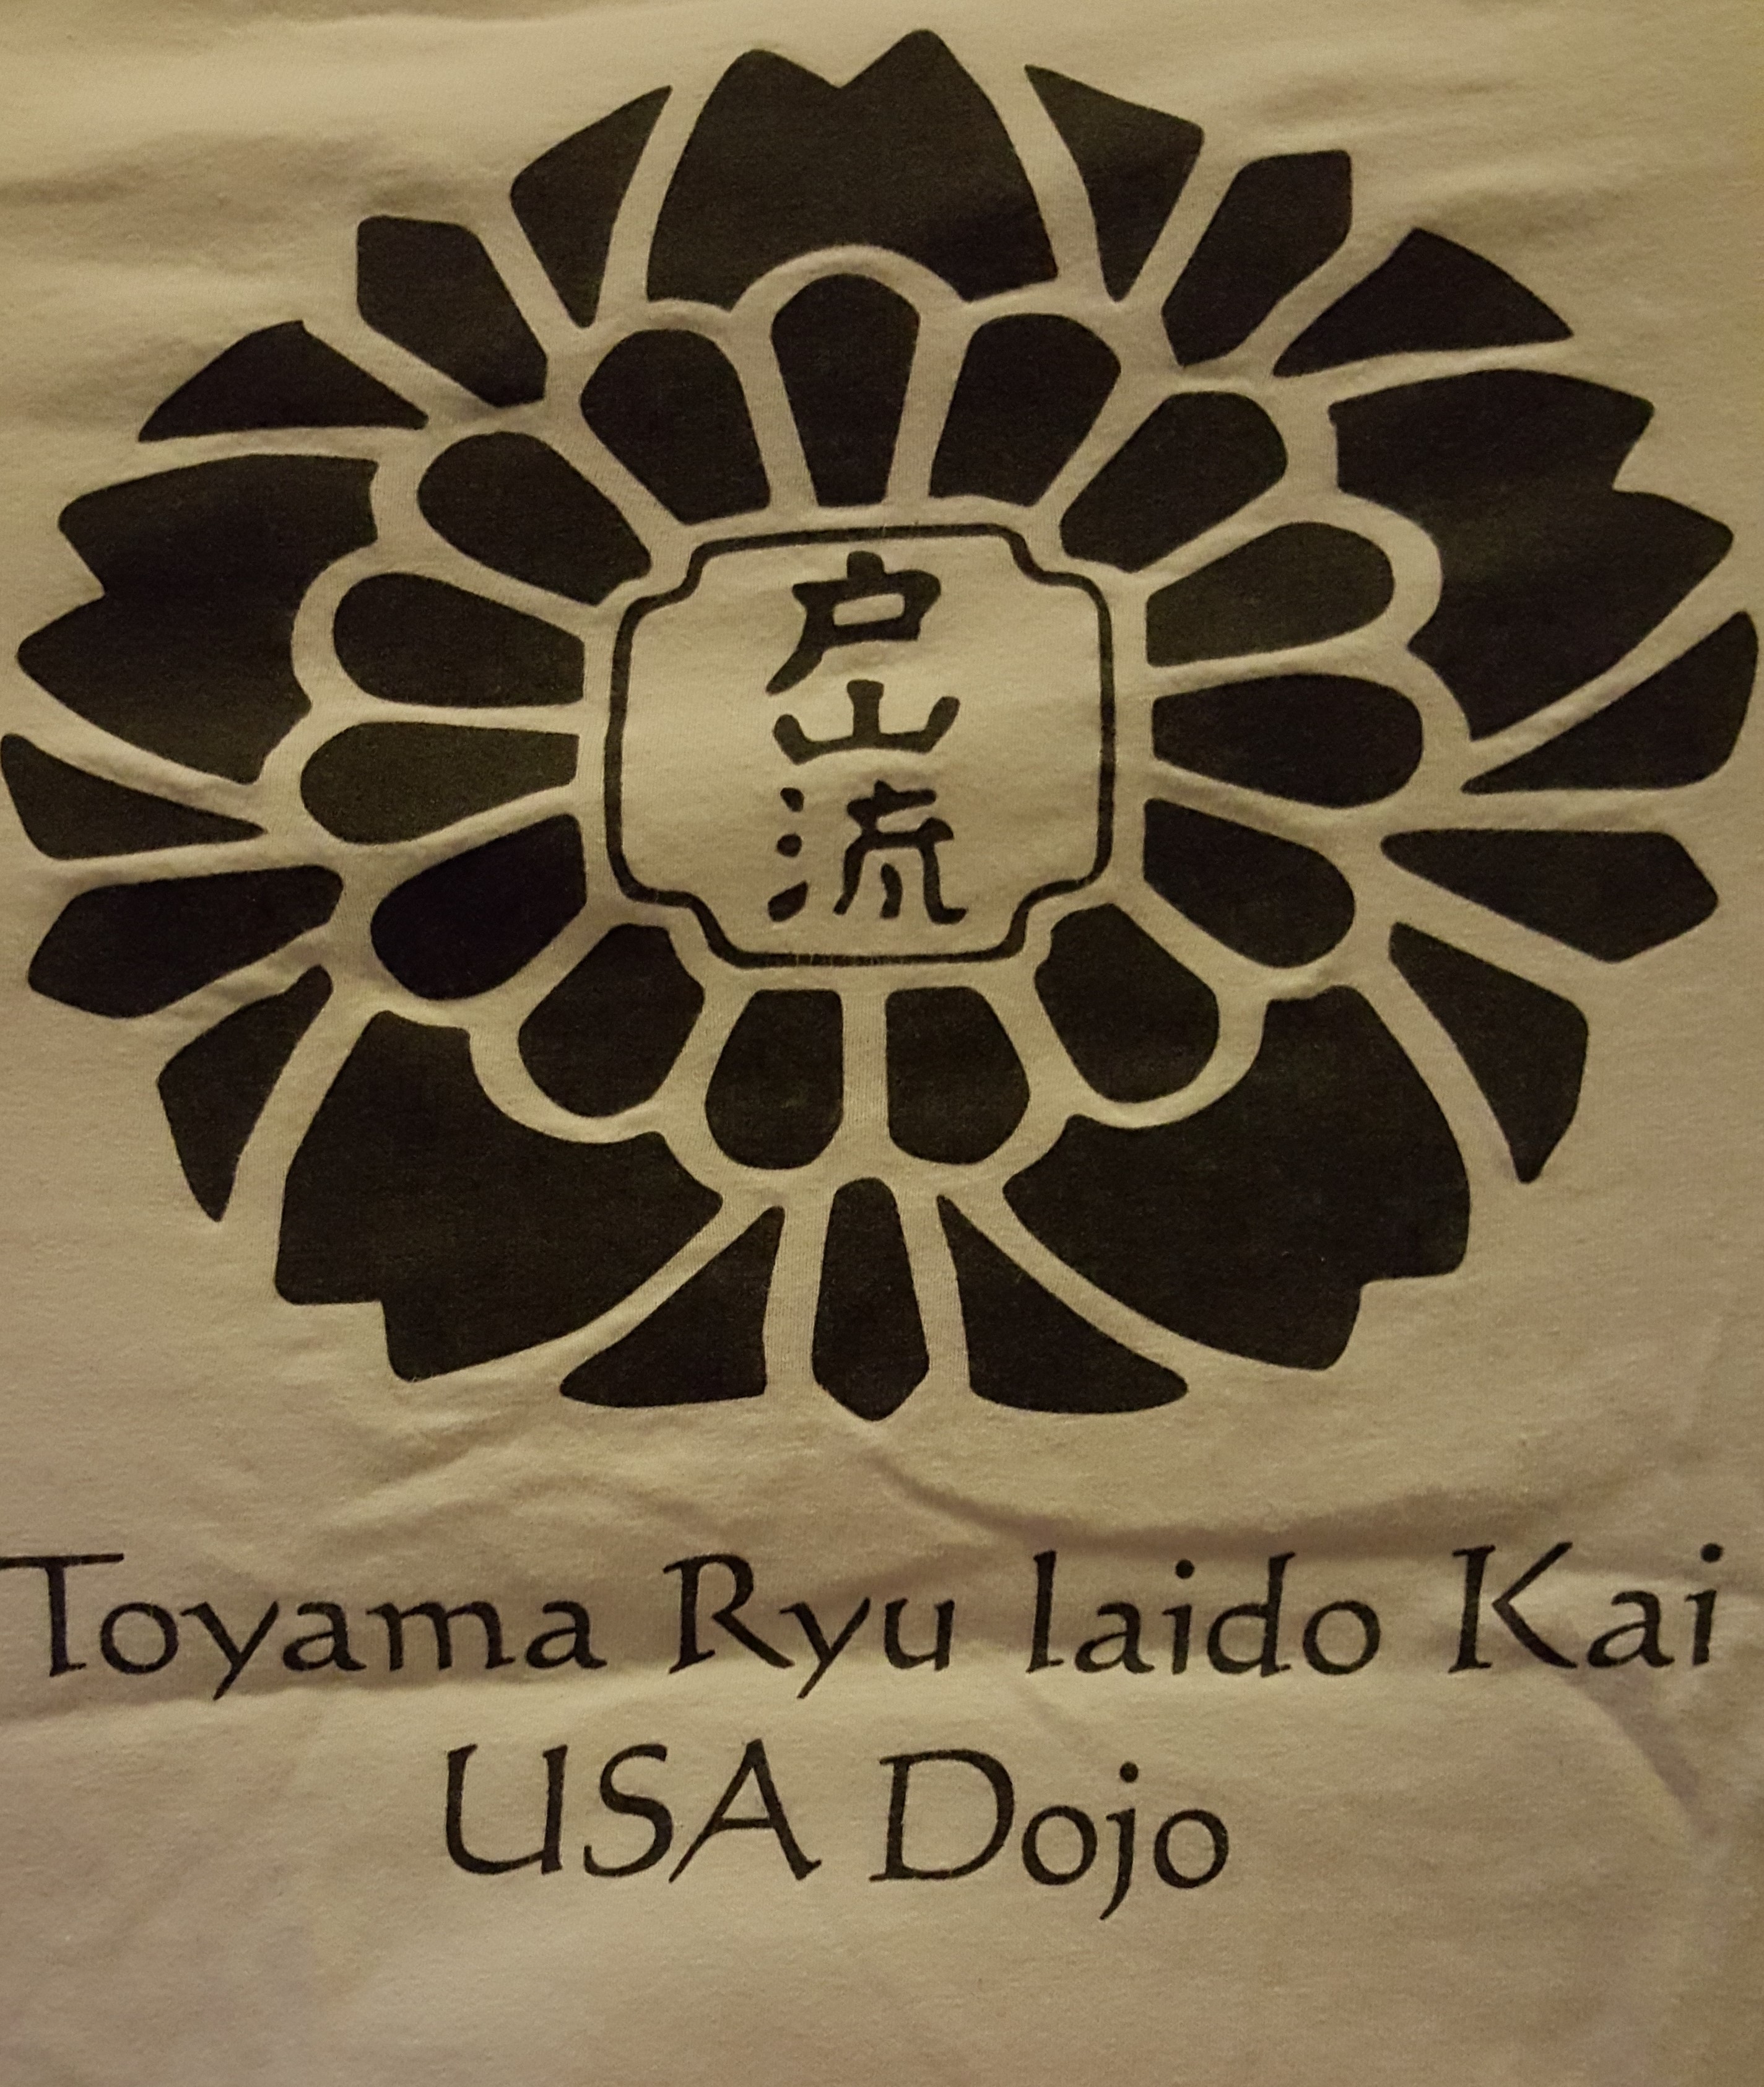 戸山流
Toyama Ryu Iaido Kai
USA Dojo